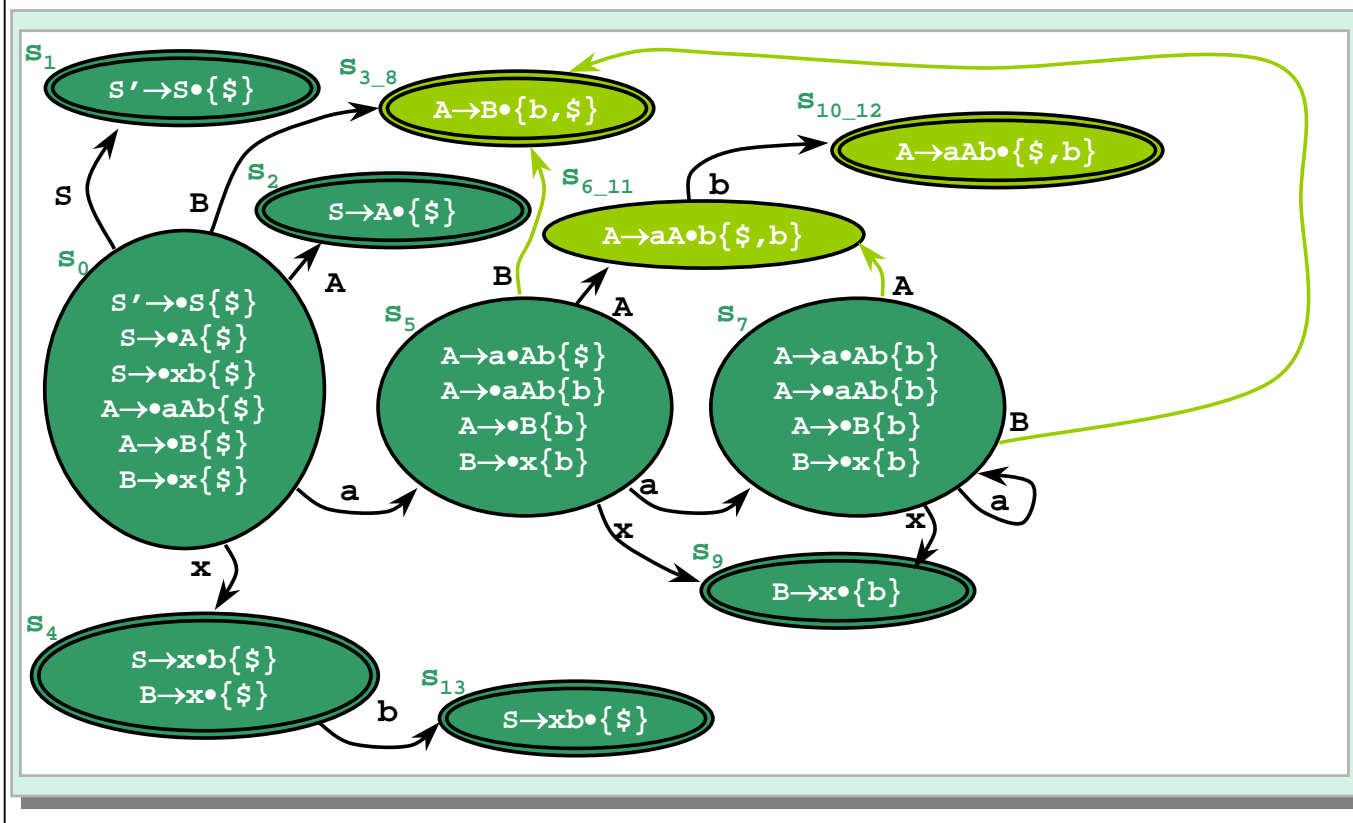 s1
S’→S•{$}
s3_8
A→B•{b,$}
s10_12
A→aAb•{$,b}
S
B
s2
S→A•{$}
s6_11
b
A→aA•b{$,b}
s0
S’→•S{$}
S→•A{$}
S→•xb{$}
A→•aAb{$}
A→•B{$}
B→•x{$}
A
B
A
s5
A→a•Ab{$}
A→•aAb{b}
A→•B{b}
B→•x{b}
A
s7
A→a•Ab{b}
A→•aAb{b}
A→•B{b}
B→•x{b}
B
a
a
a
x
x
x
s9
B→x•{b}
s4
S→x•b{$}
B→x•{$}
b
s13
S→xb•{$}